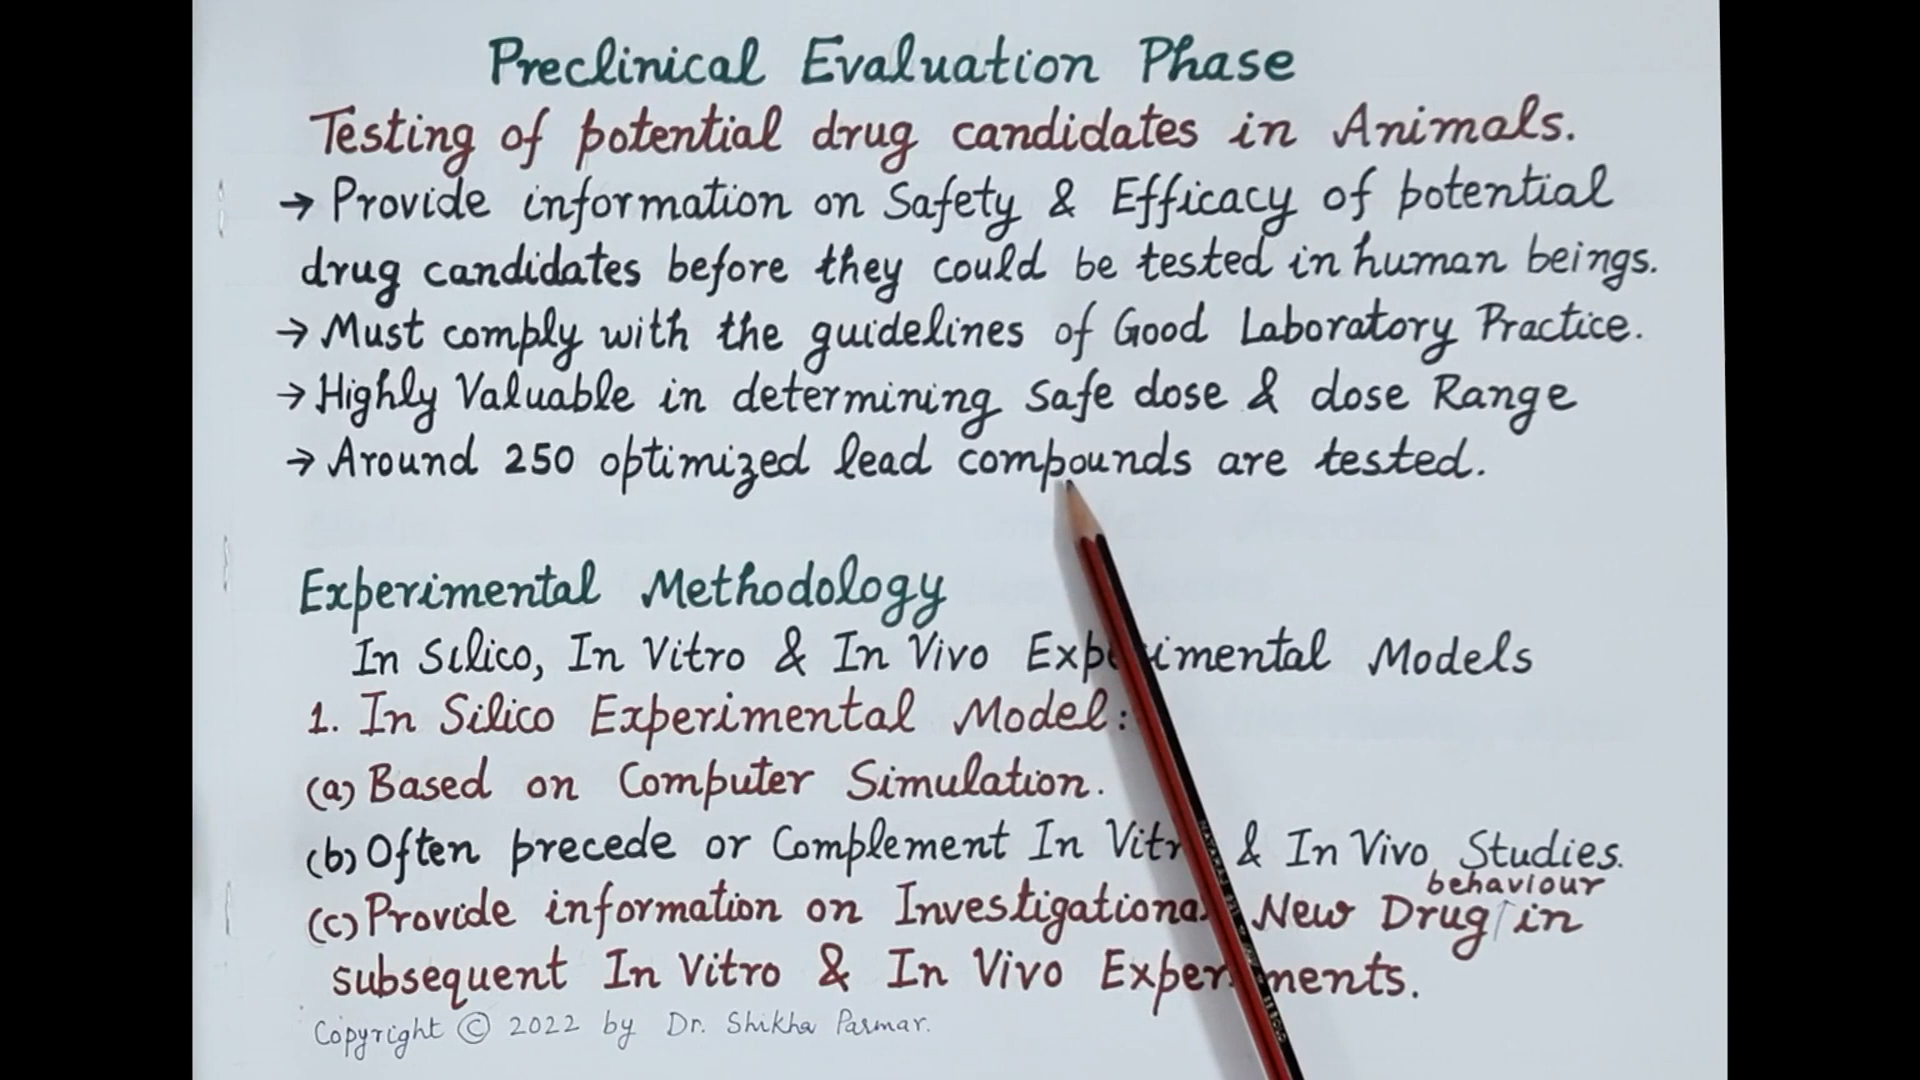 Preclinical Evaluation Phase
Testing of potential drug candidates in Animals.
→ Provide information on Safety & Efficacy of potential
drug candidates before they could be tested in human beings.
→ Must comply with the guidelines of Good Laboratory Practice.
→ Highly Valuable in determining Safe dose & dose Range
→ Around 250 optimized lead compounds are tested.
Experimental Methodology
In Silico, In Vitro & In Vivo Experimental Models
1. In Silico Experimental Model:
(a) Based on Computer Simulation.
(b) Often precede or Complement In Vitro & In Vivo Studies.
(c) Provide information on Investigational New Drug behaviour in
subsequent In Vitro & In Vivo Experiments.
Copyright © 2022 by Dr. Shikha Parmar.